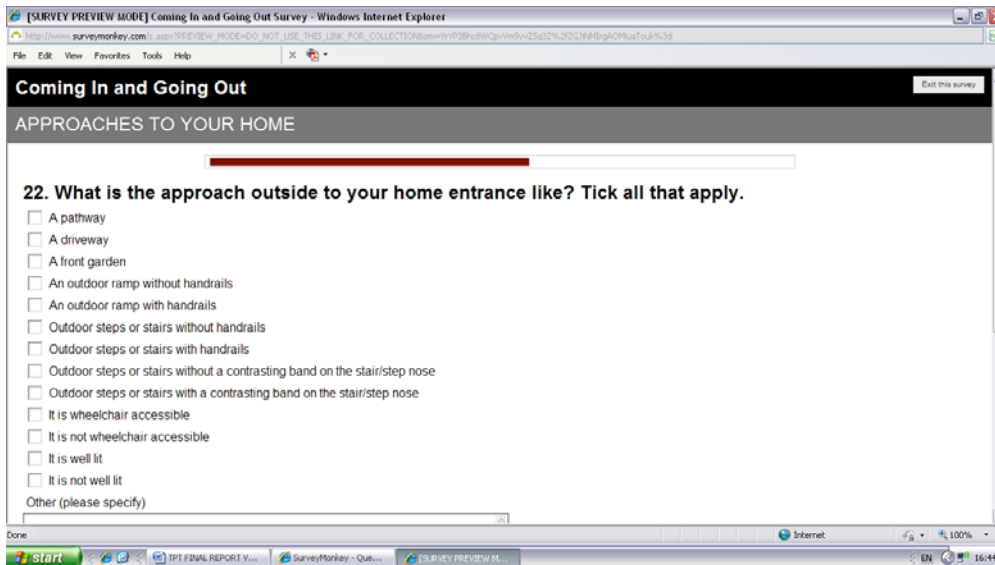 [SURVEY PREVIEW MODE] Coming In and Going Out Survey - Windows Internet Explorer
File Edit View Favorites Tools Help
Coming In and Going Out
Exit this survey
APPROACHES TO YOUR HOME
22. What is the approach outside to your home entrance like? Tick all that apply.
A pathway
A driveway
A front garden
An outdoor ramp without handrails
An outdoor ramp with handrails
Outdoor steps or stairs without handrails
Outdoor steps or stairs with handrails
Outdoor steps or stairs without a contrasting band on the stair/step nose
Outdoor steps or stairs with a contrasting band on the stair/step nose
It is wheelchair accessible
It is not wheelchair accessible
It is well lit
It is not well lit
Other (please specify)
Done
Internet
100%
start
TPT FINAL REPORT V...
SurveyMonkey - Que...
[SURVEY PREVIEW M...
EN
16:44